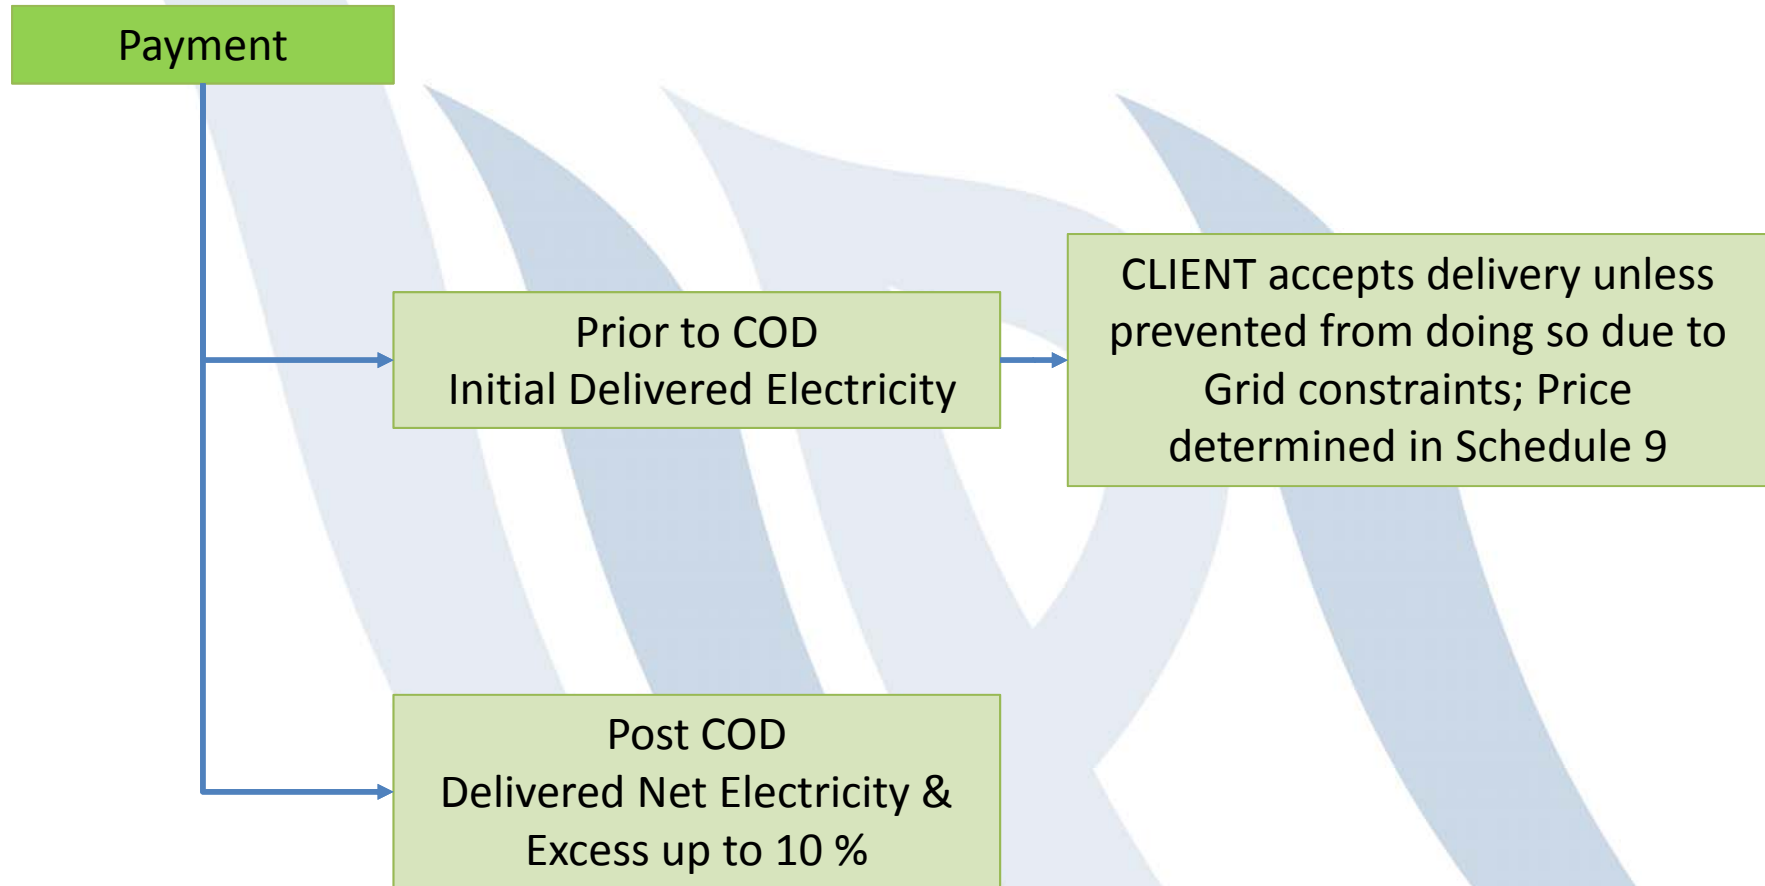 Payment
Prior to COD
Initial Delivered Electricity
CLIENT accepts delivery unless
prevented from doing so due to
Grid constraints; Price
determined in Schedule 9
Post COD
Delivered Net Electricity &
Excess up to 10 %